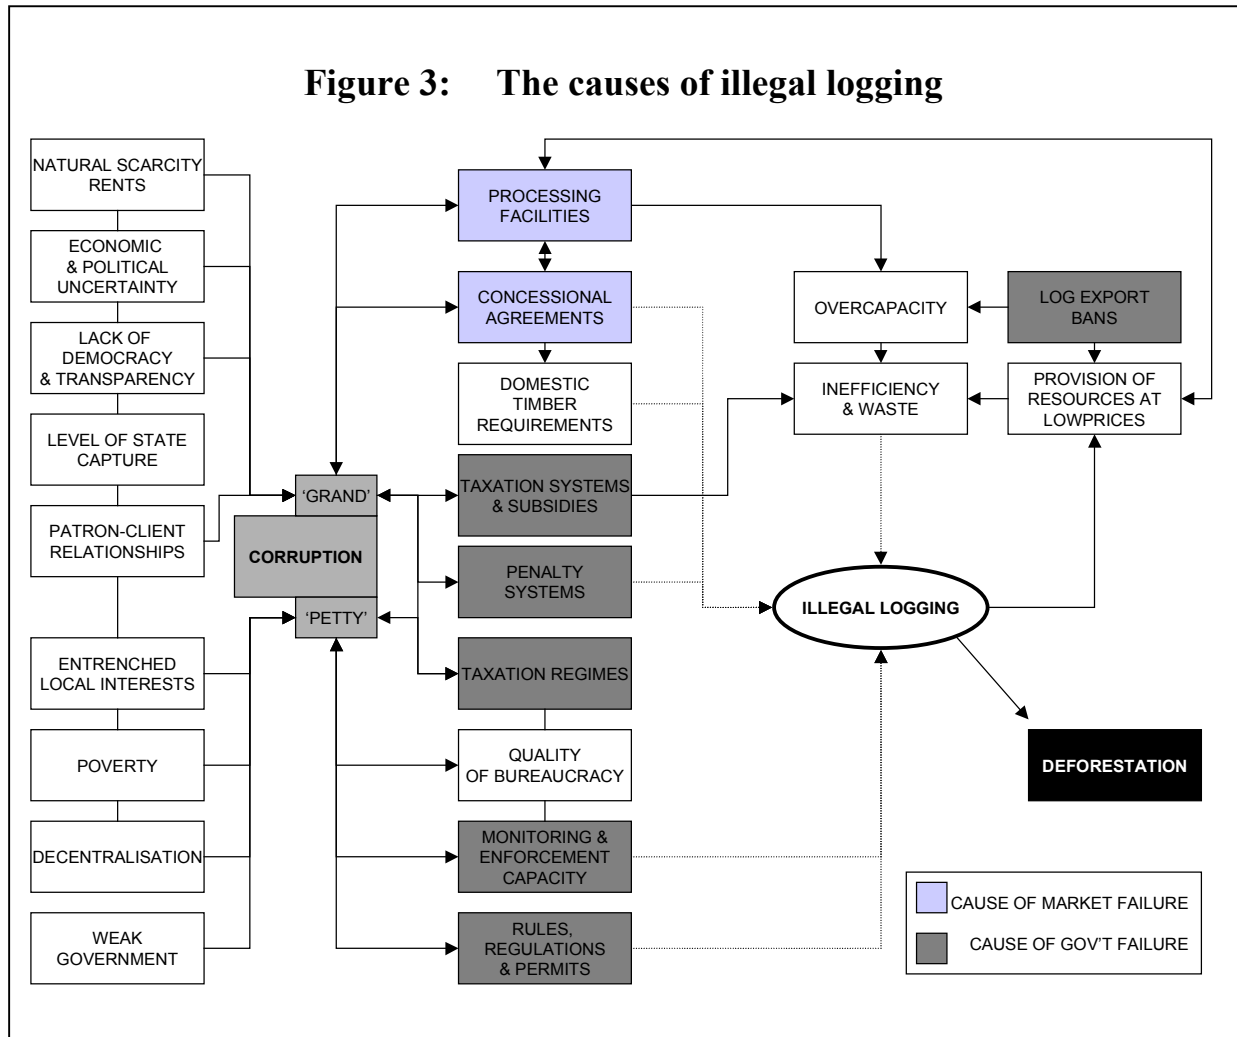 Figure 3: The causes of illegal logging
NATURAL SCARCITY
RENTS
ECONOMIC
& POLITICAL
UNCERTAINTY
LACK OF
DEMOCRACY
& TRANSPARENCY
LEVEL OF STATE
CAPTURE
PATRON-CLIENT
RELATIONSHIPS
ENTRENCHED
LOCAL INTERESTS
POVERTY
DECENTRALISATION
WEAK
GOVERNMENT
‘GRAND’
CORRUPTION
‘PETTY’
PROCESSING
FACILITIES
CONCESSIONAL
AGREEMENTS
DOMESTIC
TIMBER
REQUIREMENTS
TAXATION SYSTEMS
& SUBSIDIES
PENALTY
SYSTEMS
TAXATION REGIMES
QUALITY
OF BUREAUCRACY
MONITORING &
ENFORCEMENT
CAPACITY
RULES,
REGULATIONS
& PERMITS
OVERCAPACITY
LOG EXPORT
BANS
INEFFICIENCY
& WASTE
PROVISION OF
RESOURCES AT
LOWPRICES
ILLEGAL LOGGING
DEFORESTATION
CAUSE OF MARKET FAILURE
CAUSE OF GOV’T FAILURE